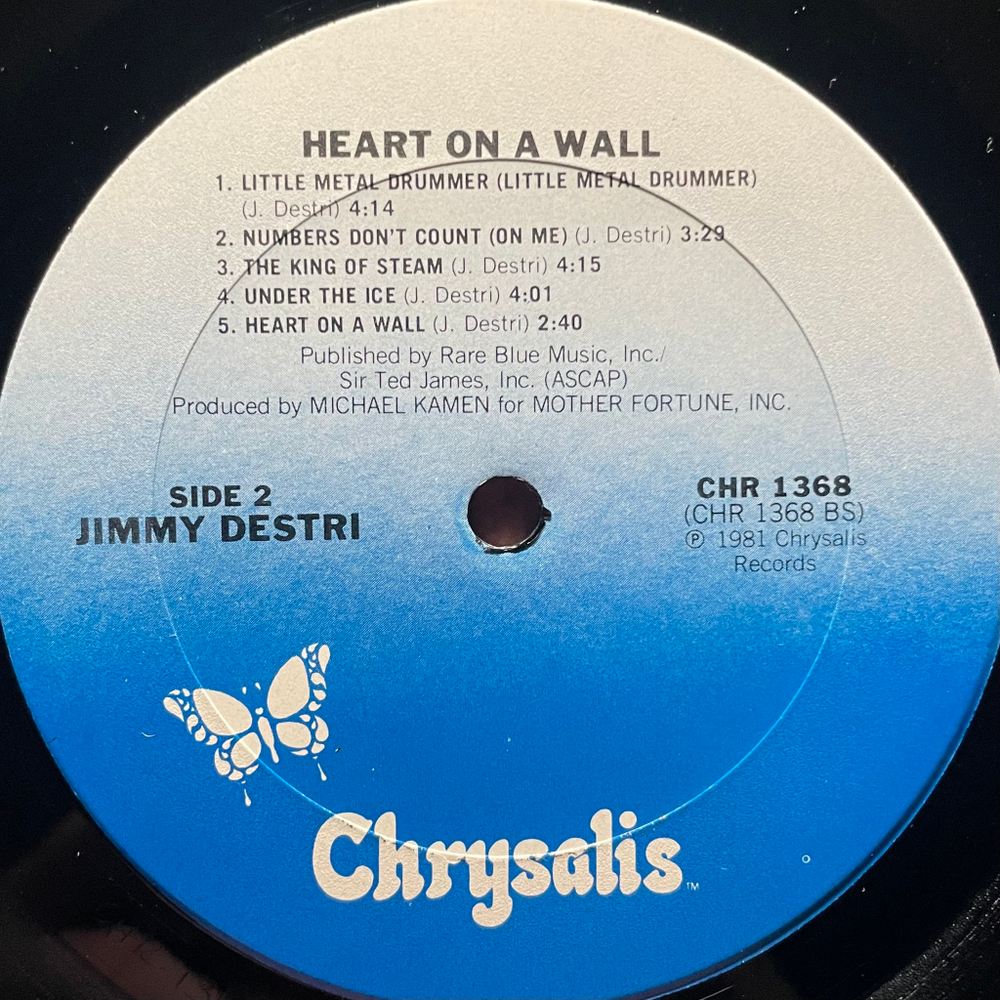 HEART ON A WALL
1. LITTLE METAL DRUMMER (LITTLE METAL DRUMMER)
(J. Destri) 4:14
2. NUMBERS DON'T COUNT (ON ME) (J. Destri) 3:29
3. THE KING OF STEAM (J. Destri) 4:15
4. UNDER THE ICE (J. Destri) 4:01
5. HEART ON A WALL (J. Destri) 2:40
Published by Rare Blue Music, Inc./
Sir Ted James, Inc. (ASCAP)
Produced by MICHAEL KAMEN for MOTHER FORTUNE, INC.
SIDE 2
JIMMY DESTRI
CHR 1368
(CHR 1368 BS)
℗ 1981 Chrysalis
Records
Chrysalis™